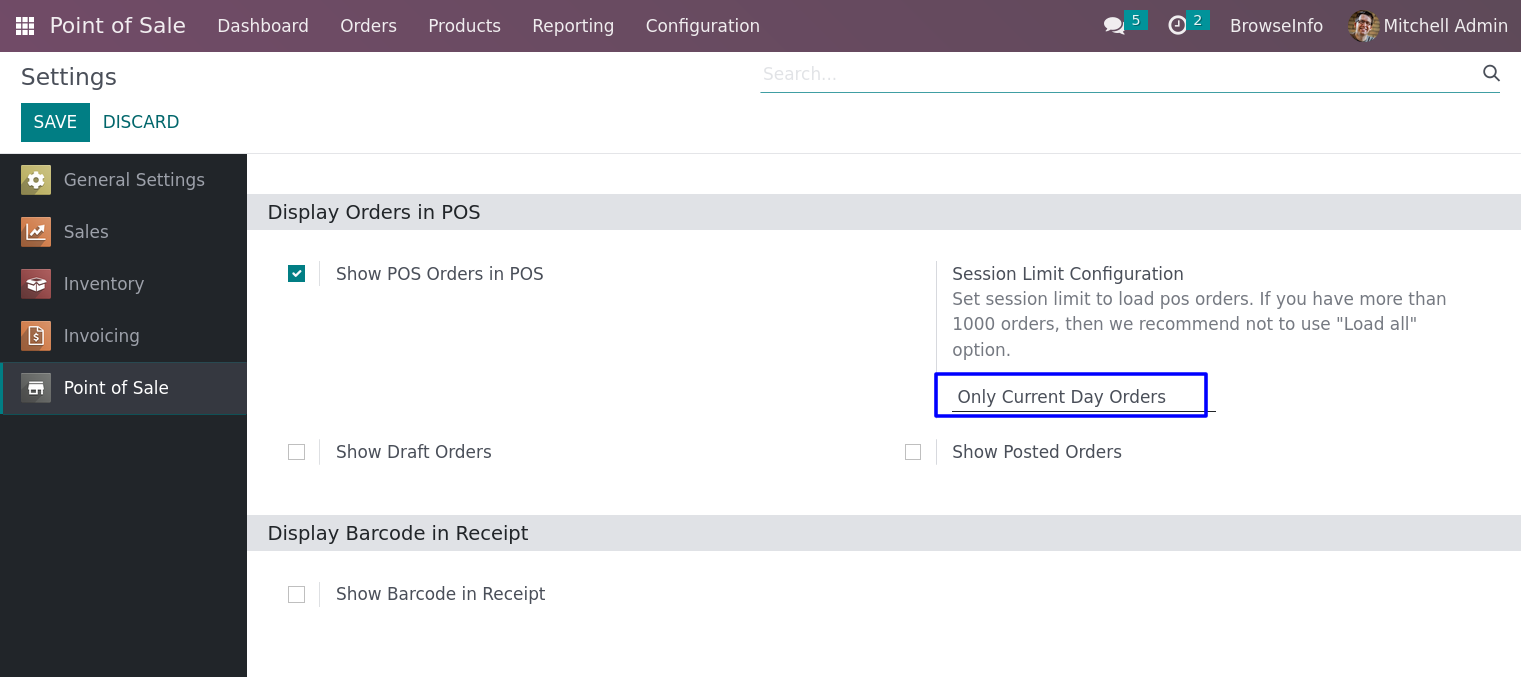 Point of Sale Dashboard Orders Products Reporting Configuration 5 2 BrowseInfo Mitchell Admin
Settings
Search...
SAVE DISCARD
General Settings
Sales
Inventory
Invoicing
Point of Sale
Display Orders in POS
Show POS Orders in POS
Session Limit Configuration
Set session limit to load pos orders. If you have more than
1000 orders, then we recommend not to use "Load all"
option.
Only Current Day Orders
Show Draft Orders
Show Posted Orders
Display Barcode in Receipt
Show Barcode in Receipt